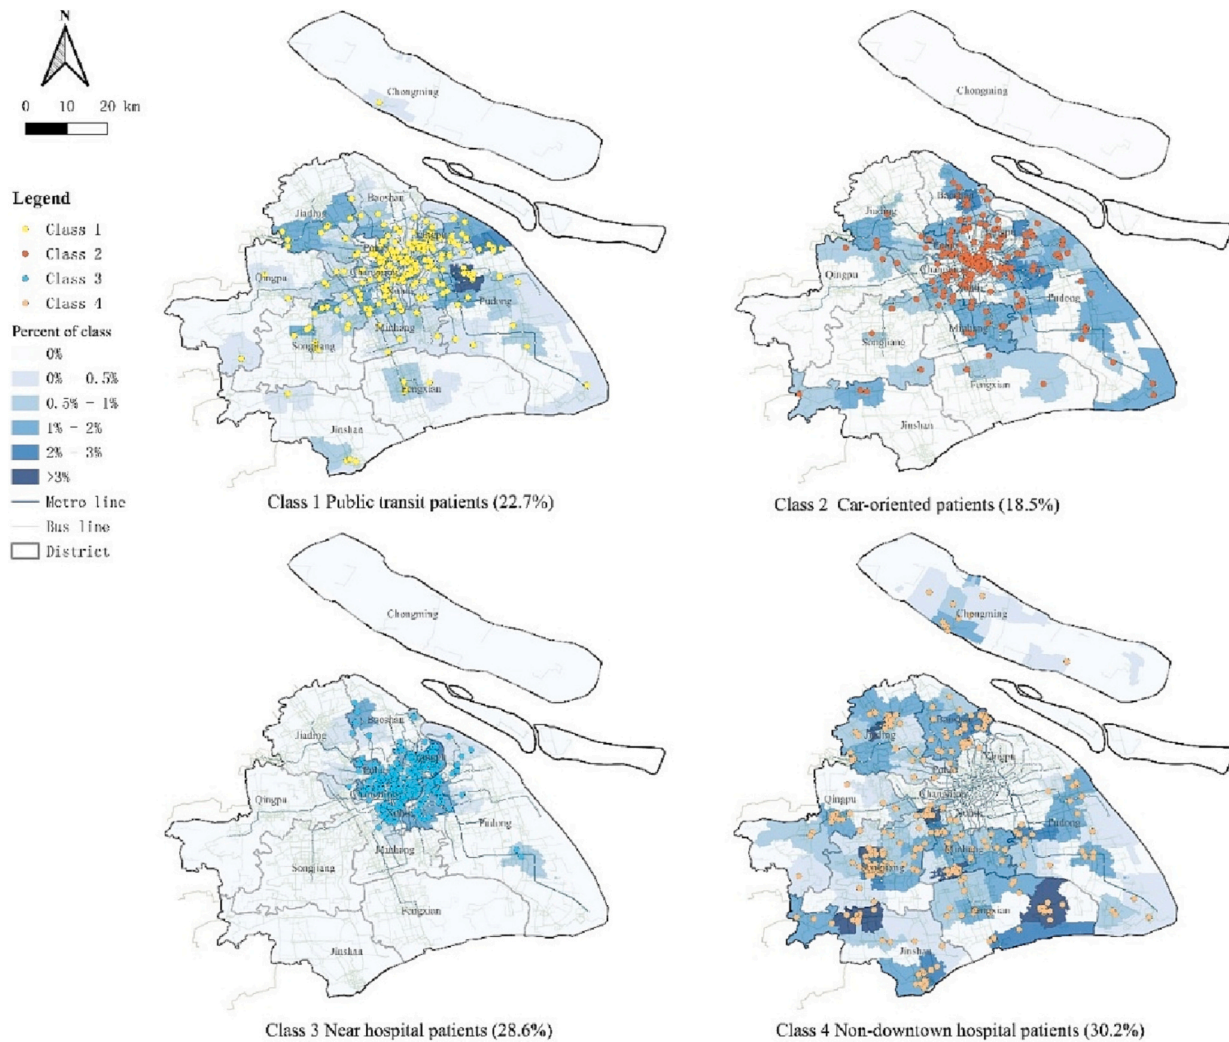 N
0 10 20 km
Legend
Class 1
Class 2
Class 3
Class 4
Percent of class
0%
0% - 0.5%
0.5% - 1%
1% - 2%
2% - 3%
>3%
Metro line
Bus line
District
Chongming
Baoshan
Jiading
Qingpu
Pudong
Minhang
Songjiang
Fengxian
Jinshan
Class 1 Public transit patients (22.7%)
Chongming
Jiading
Qingpu
Pudong
Minhang
Songjiang
Fengxian
Jinshan
Class 2 Car-oriented patients (18.5%)
Chongming
Baoshan
Jiading
Qingpu
Pudong
Minhang
Songjiang
Fengxian
Jinshan
Class 3 Near hospital patients (28.6%)
Chongming
Jiading
Qingpu
Pudong
Minhang
Songjiang
Fengxian
Jinshan
Class 4 Non-downtown hospital patients (30.2%)